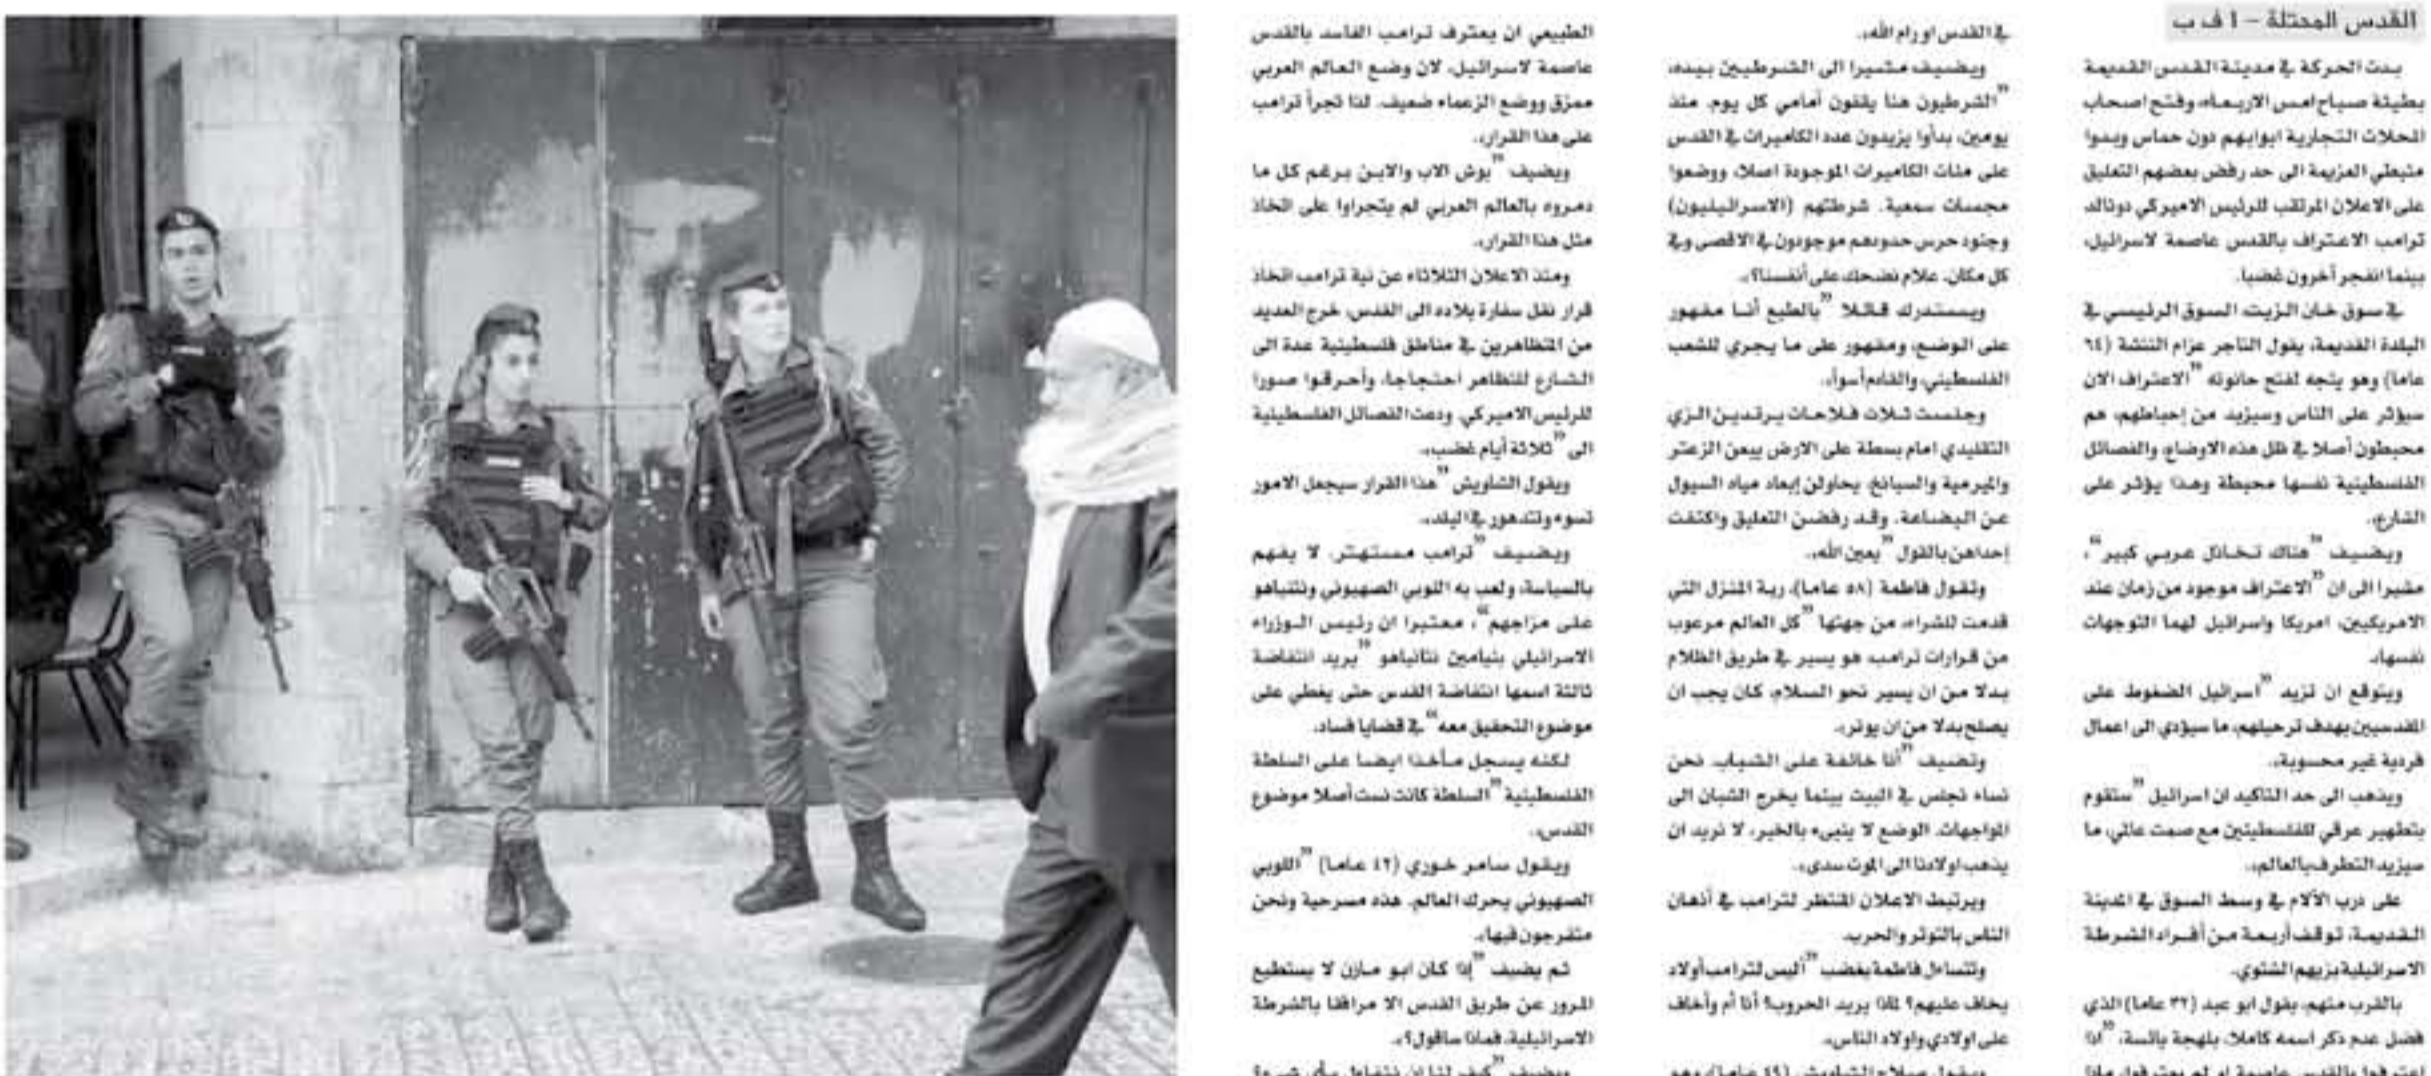 القدس المحتلة – ا ف ب
بدت الحركة في مدينة القدس القديمة
بطيئة صباح امس الاربعاء، وفتح اصحاب
المحلات التجارية ابوابهم دون حماس وبدوا
مثبطي العزيمة الى حد رفض بعضهم التعليق
على الاعلان المرتقب للرئيس الاميركي دونالد
ترامب الاعتراف بالقدس عاصمة لاسرائيل،
بينما انفجر آخرون غضبا.
في سوق خان الزيت، السوق الرئيسي في
البلدة القديمة، يقول التاجر عزام النتشة (٦٤
عاما) وهو يتجه لفتح حانوته "الاعتراف الان
سيؤثر على الناس وسيزيد من إحباطهم، هم
محبطون أصلا في ظل هذه الاوضاع، والفصائل
الفلسطينية نفسها محبطة وهذا يؤثر على
الشارع».
ويضيف "هناك تخاذل عربي كبير"،
مشيرا الى ان "الاعتراف موجود من زمان عند
الامريكيين، امريكا واسرائيل لهما التوجهات
نفسها».
ويتوقع ان تزيد "اسرائيل الضغوط على
المقدسيين بهدف ترحيلهم، ما سيؤدي الى اعمال
فردية غير محسوبة».
ويذهب الى حد التاكيد ان اسرائيل "ستقوم
بتطهير عرقي للفلسطينين مع صمت عالمي، ما
سيزيد التطرف بالعالم».
على درب الآلام في وسط السوق في المدينة
القديمة، توقف أربعة من أفراد الشرطة
الاسرائيلية بزيهم الشتوي.
بالقرب منهم، يقول ابو عبد (٣٢ عاما) الذي
فضل عدم ذكر اسمه كاملا، بلهجة يائسة، "اذا
اعترفوا بالقدس عاصمة او لم يعترفوا، ماذا
في القدس او رام الله».
ويضيف مشيرا الى الشرطيين بيده،
"الشرطيون هنا يقفون أمامي كل يوم. منذ
يومين، بدأوا يزيدون عدد الكاميرات في القدس
على مئات الكاميرات الموجودة اصلا، ووضعوا
مجسات سمعية. شرطتهم (الاسرائيليون)
وجنود حرس حدودهم موجودون في الاقصى وفي
كل مكان. علام نضحك على أنفسنا؟».
ويستدرك قائلا "بالطبع أنا مقهور
على الوضع، ومقهور على ما يجري للشعب
الفلسطيني، والقادم أسوأ».
وجلست ثلاث فلاحات يرتدين الزي
التقليدي امام بسطة على الارض يبعن الزعتر
والميرمية والسبانخ، يحاولن إبعاد مياه السيول
عن البضاعة. وقد رفضن التعليق واكتفت
إحداهن بالقول "يعين الله».
وتقول فاطمة (٥٨ عاما)، ربة المنزل التي
قدمت للشراء، من جهتها "كل العالم مرعوب
من قرارات ترامب، هو يسير في طريق الظلام
بدلا من ان يسير نحو السلام، كان يجب ان
يصلح بدلا من ان يوتر».
وتضيف "أنا خائفة على الشباب. نحن
نساء نجلس في البيت بينما يخرج الشبان الى
المواجهات. الوضع لا ينبىء بالخير، لا نريد ان
يذهب اولادنا الى الموت سدى».
ويرتبط الاعلان المنتظر لترامب في أذهان
الناس بالتوتر والحرب.
وتتساءل فاطمة بغضب "أليس لترامب أولاد
يخاف عليهم؟ لماذا يريد الحروب؟ أنا أم وأخاف
على اولادي واولاد الناس».
ويقول صلاح الشاويش (٤٩ عاما) وهو
الطبيعي ان يعترف ترامب الفاسد بالقدس
عاصمة لاسرائيل، لان وضع العالم العربي
ممزق ووضع الزعماء ضعيف. لذا تجرأ ترامب
على هذا القرار».
ويضيف "بوش الاب والابن برغم كل ما
دمروه بالعالم العربي لم يتجراوا على اتخاذ
مثل هذا القرار».
ومنذ الاعلان الثلاثاء عن نية ترامب اتخاذ
قرار نقل سفارة بلاده الى القدس، خرج العديد
من المتظاهرين في مناطق فلسطينية عدة الى
الشارع للتظاهر احتجاجا، وأحرقوا صورا
للرئيس الاميركي. ودعت الفصائل الفلسطينية
الى "ثلاثة أيام غضب».
ويقول الشاويش "هذا القرار سيجعل الامور
تسوء وتتدهور في البلد».
ويضيف "ترامب مستهتر، لا يفهم
بالسياسة، ولعب به اللوبي الصهيوني ونتنياهو
على مزاجهم"، معتبرا ان رئيس الوزراء
الاسرائيلي بنيامين نتانياهو "يريد انتفاضة
ثالثة اسمها انتفاضة القدس حتى يغطي على
موضوع التحقيق معه" في قضايا فساد.
لكنه يسجل مأخذا ايضا على السلطة
الفلسطينية "السلطة كانت نست أصلا موضوع
القدس».
ويقول سامر خوري (٤٢ عاما) "اللوبي
الصهيوني يحرك العالم. هذه مسرحية ونحن
متفرجون فيها».
ثم يضيف "إذا كان ابو مازن لا يستطيع
المرور عن طريق القدس الا مرافقا بالشرطة
الاسرائيلية، فماذا ساقول؟».
ويضيف "كيف لنا ان نتفاءل بأي شيء؟